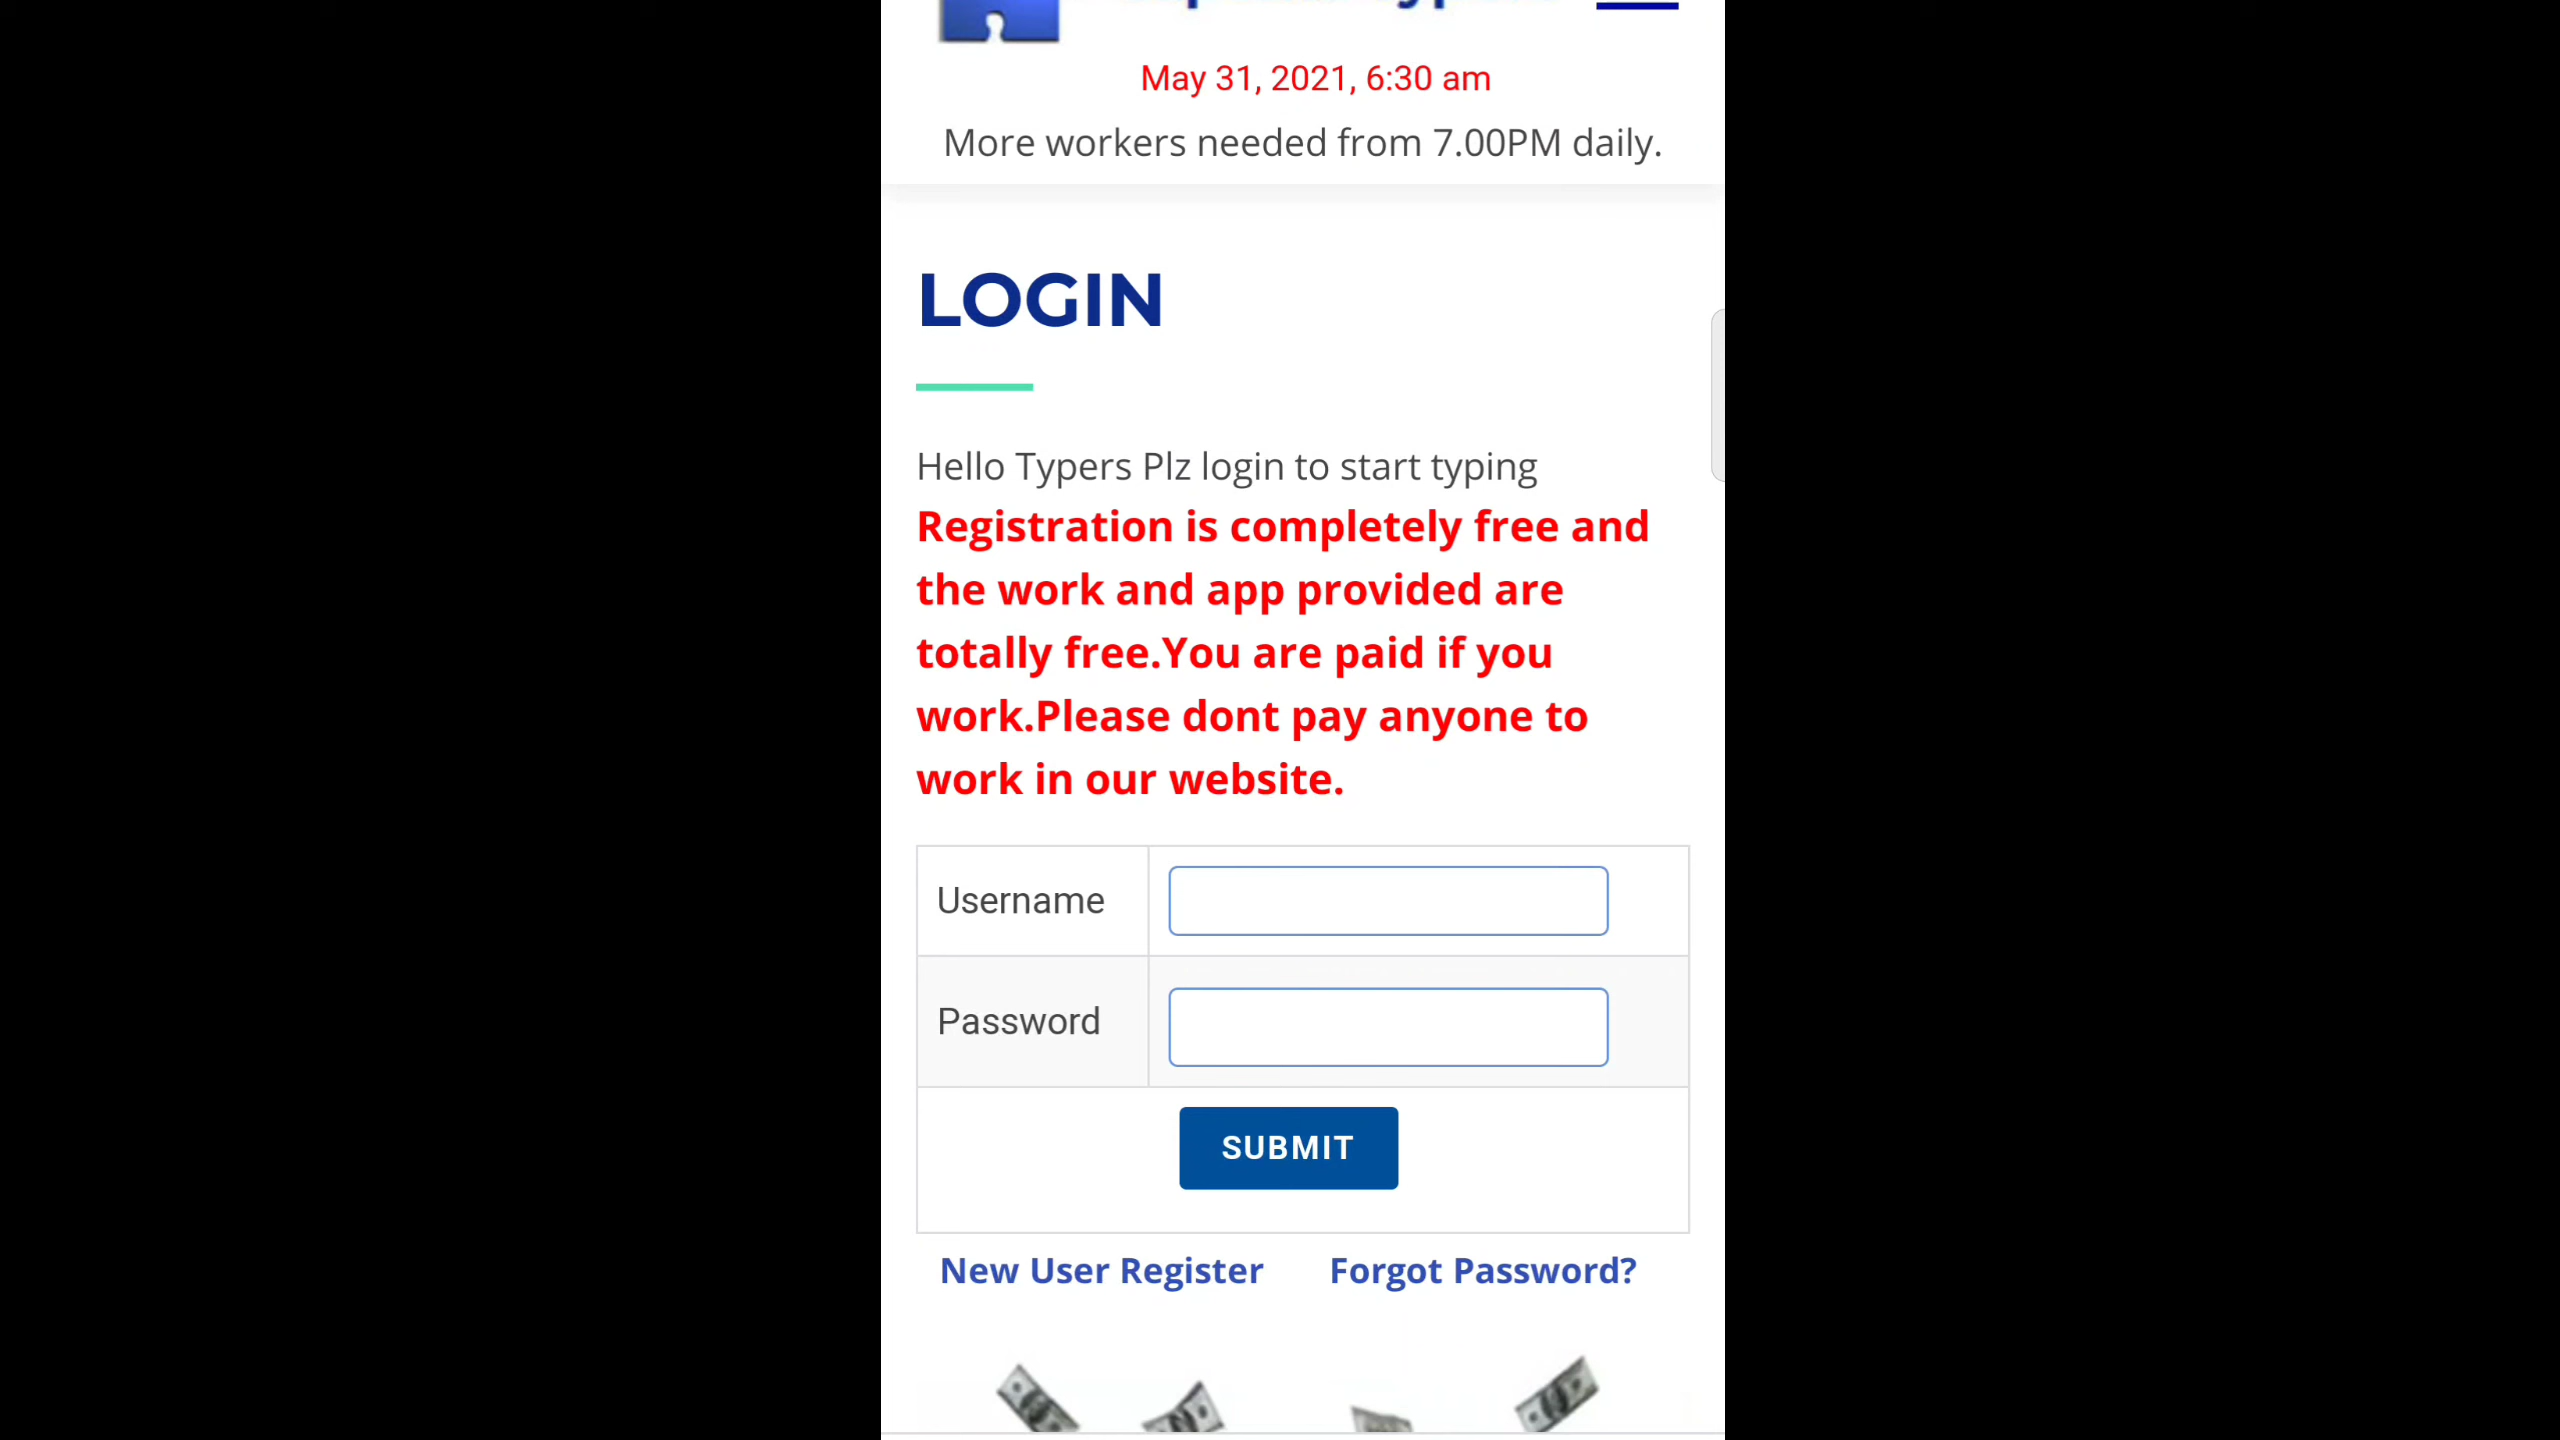 May 31, 2021, 6:30 am
More workers needed from 7.00PM daily.
LOGIN
Hello Typers Plz login to start typing
Registration is completely free and
the work and app provided are
totally free.You are paid if you
work.Please dont pay anyone to
work in our website.
Username
Password
SUBMIT
New User Register Forgot Password?